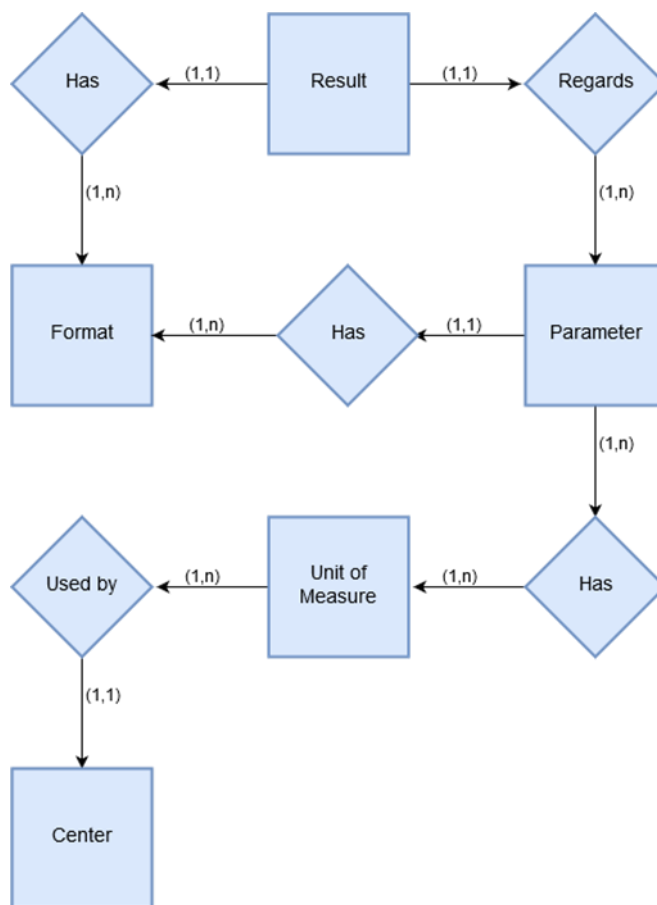 Has
(1,1)
Result
(1,1)
Regards
(1,n)
(1,n)
Format
(1,n)
Has
(1,1)
Parameter
(1,n)
Used by
(1,n)
Unit of
Measure
(1,n)
Has
(1,1)
Center